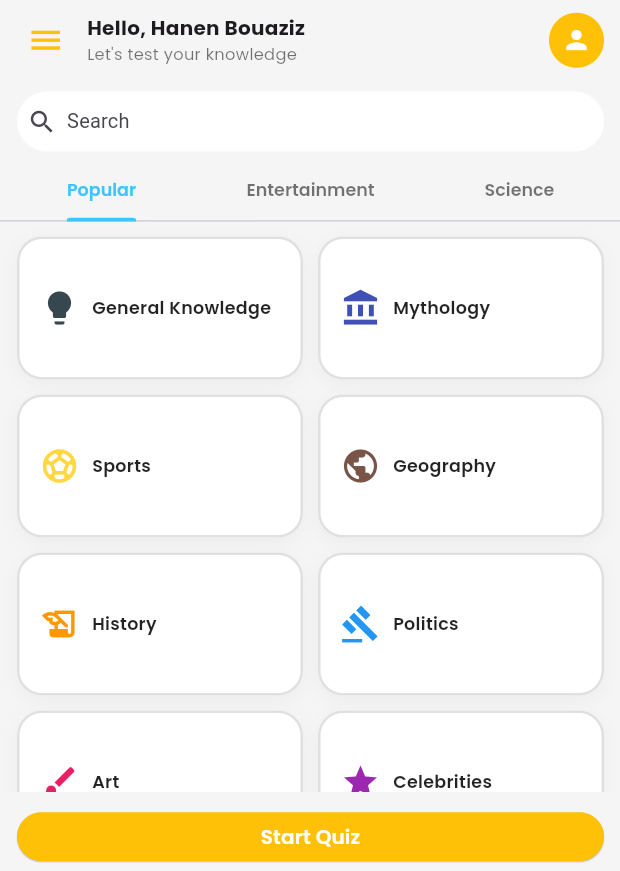 Hello, Hanen Bouaziz
Let's test your knowledge
Search
Popular
Entertainment
Science
General Knowledge
Mythology
Sports
Geography
History
Politics
Art
Celebrities
Start Quiz